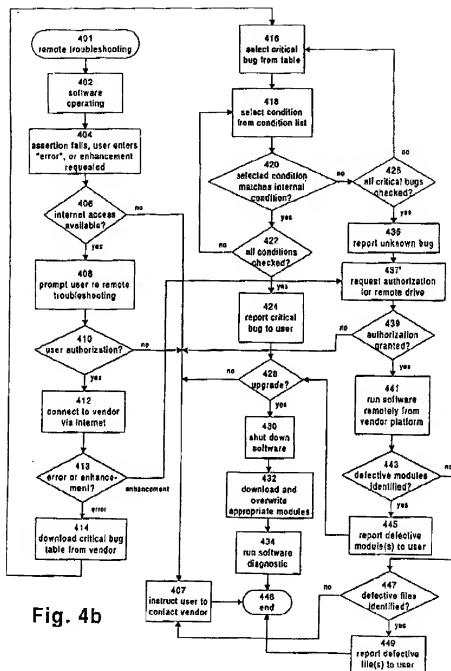 401
remote troubleshooting
402
software
operating
404
assertion fails, user enters
"error", or enhancement
requested
406
internet access
available?
no
yes
408
prompt user re remote
troubleshooting
410
user authorization?
no
yes
412
connect to vendor
via internet
413
error or enhance-
ment?
enhancement
error
414
download critical bug
table from vendor
Fig. 4b
416
select critical
bug from table
418
select condition
from condition list
420
selected condition
matches internal
condition?
no
yes
422
all conditions
checked?
no
yes
424
report critical
bug to user
428
upgrade?
no
yes
430
shut down
software
432
download and
overwrite
appropriate modules
434
run software
diagnostic
407
instruct user to
contact vendor
446
end
no
426
all critical bugs
checked?
yes
436
report unknown bug
437'
request authorization
for remote drive
439
authorization
granted?
no
yes
441
run software
remotely from
vendor platform
443
defective modules
identified?
no
yes
445
report defective
module(s) to user
447
defective files
identified?
no
yes
449
report defective
file(s) to user